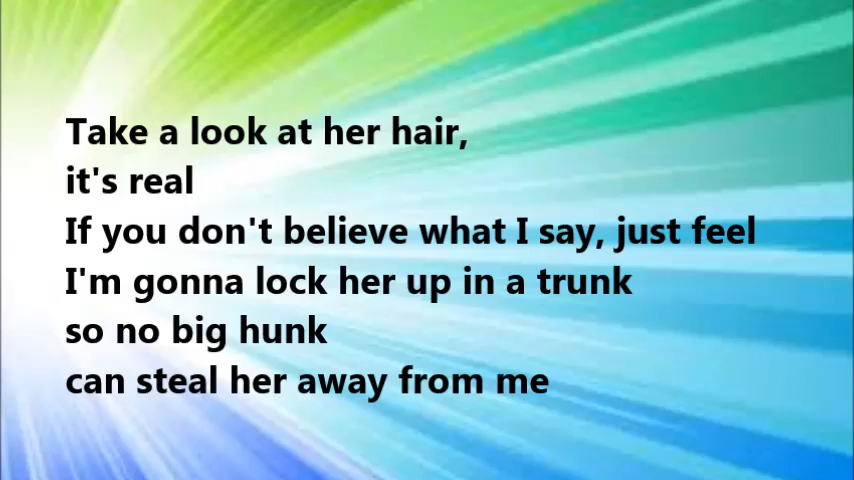 Take a look at her hair,
it's real
If you don't believe what I say, just feel
I'm gonna lock her up in a trunk
so no big hunk
can steal her away from me